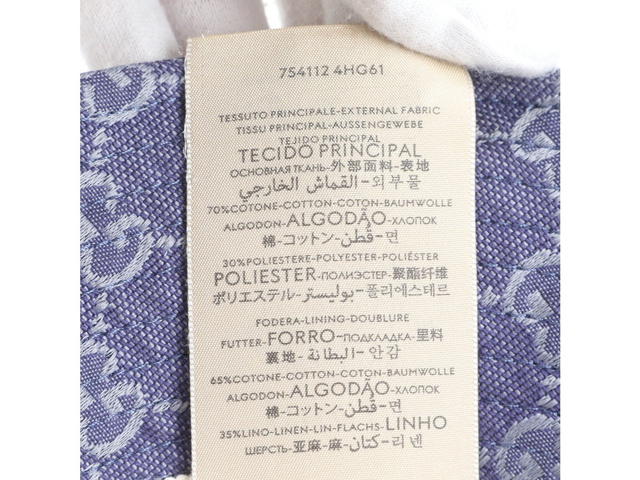 754112 4HG61
TESSUTO PRINCIPALE-EXTERNAL FABRIC
TISSU PRINCIPAL-AUSSENGEWEBE
TEJIDO PRINCIPAL
TECIDO PRINCIPAL
ОСНОВНАЯ ТКАНЬ-外部面料-表地
القماش الخارجي-외부물
70%COTONE-COTTON-COTON-BAUMWOLLE
ALGODON-ALGODÃO-ХЛОПОК
棉-コットン-قطن-면
30%POLIESTERE-POLYESTER-POLIÉSTER
POLIESTER-ПОЛИЭСТЕР-聚酯纤维
ポリエステル-بوليستر-폴리에스테르
FODERA-LINING-DOUBLURE
FUTTER-FORRO-ПОДКЛАДКА-里料
裏地-البطانة-안감
65%COTONE-COTTON-COTON-BAUMWOLLE
ALGODON-ALGODÃO-ХЛОПОК
棉-コットン-قطن-면
35%LINO-LINEN-LIN-FLACHS-LINHO
ШЕРСТЬ-亚麻-麻-كتان-리넨